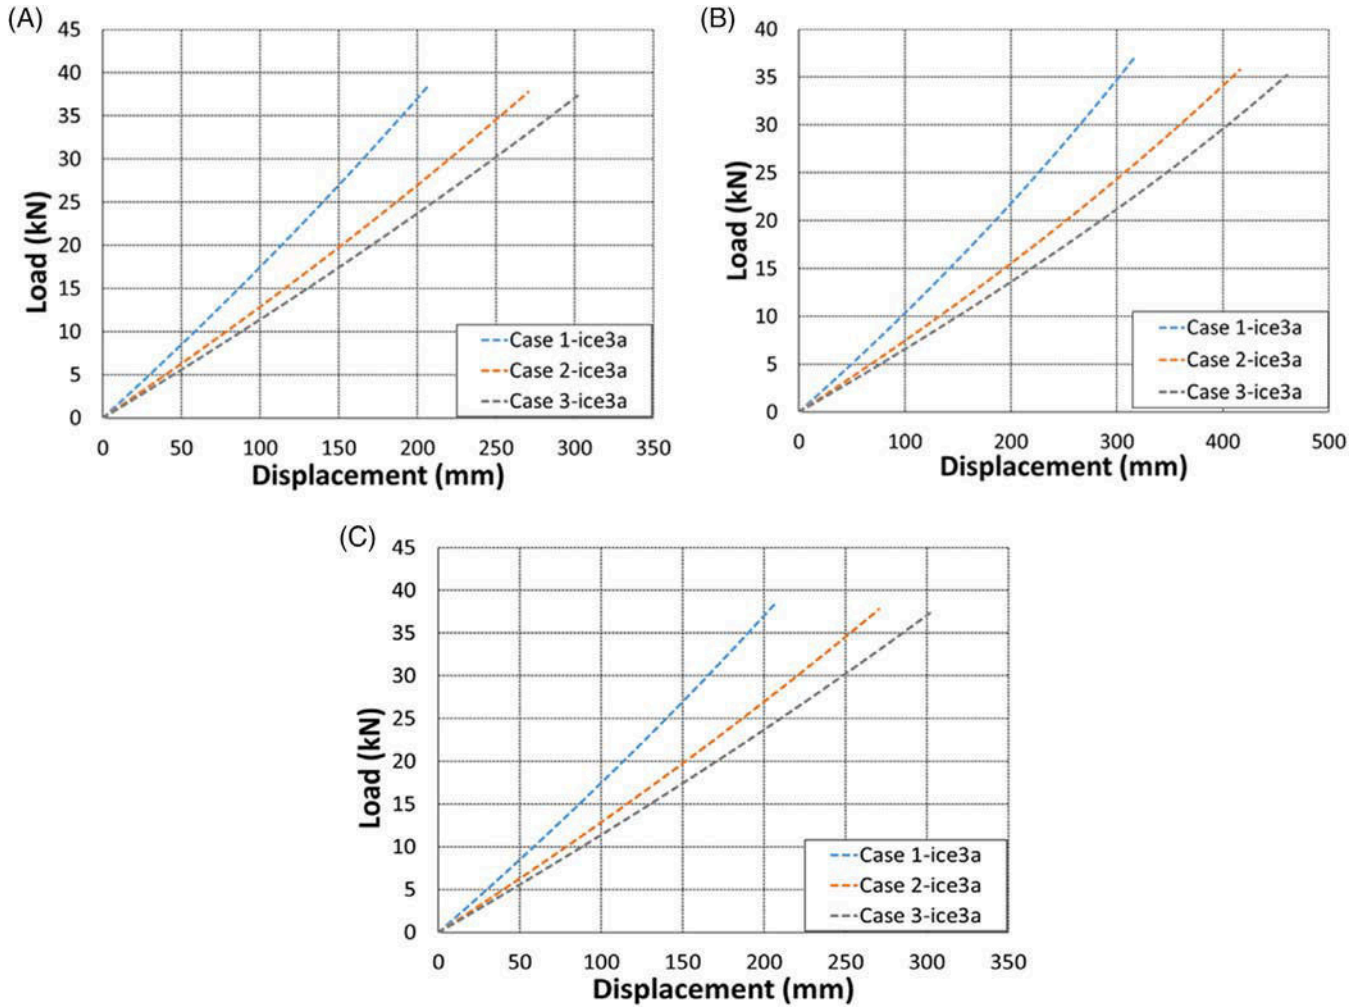 (A)
45
40
35
30
25
20
15
10
5
0
Load (kN)
0 50 100 150 200 250 300 350
Displacement (mm)
Case 1-ice3a
Case 2-ice3a
Case 3-ice3a
(B)
40
35
30
25
20
15
10
5
0
Load (kN)
0 100 200 300 400 500
Displacement (mm)
Case 1-ice3a
Case 2-ice3a
Case 3-ice3a
(C)
45
40
35
30
25
20
15
10
5
0
Load (kN)
0 50 100 150 200 250 300 350
Displacement (mm)
Case 1-ice3a
Case 2-ice3a
Case 3-ice3a